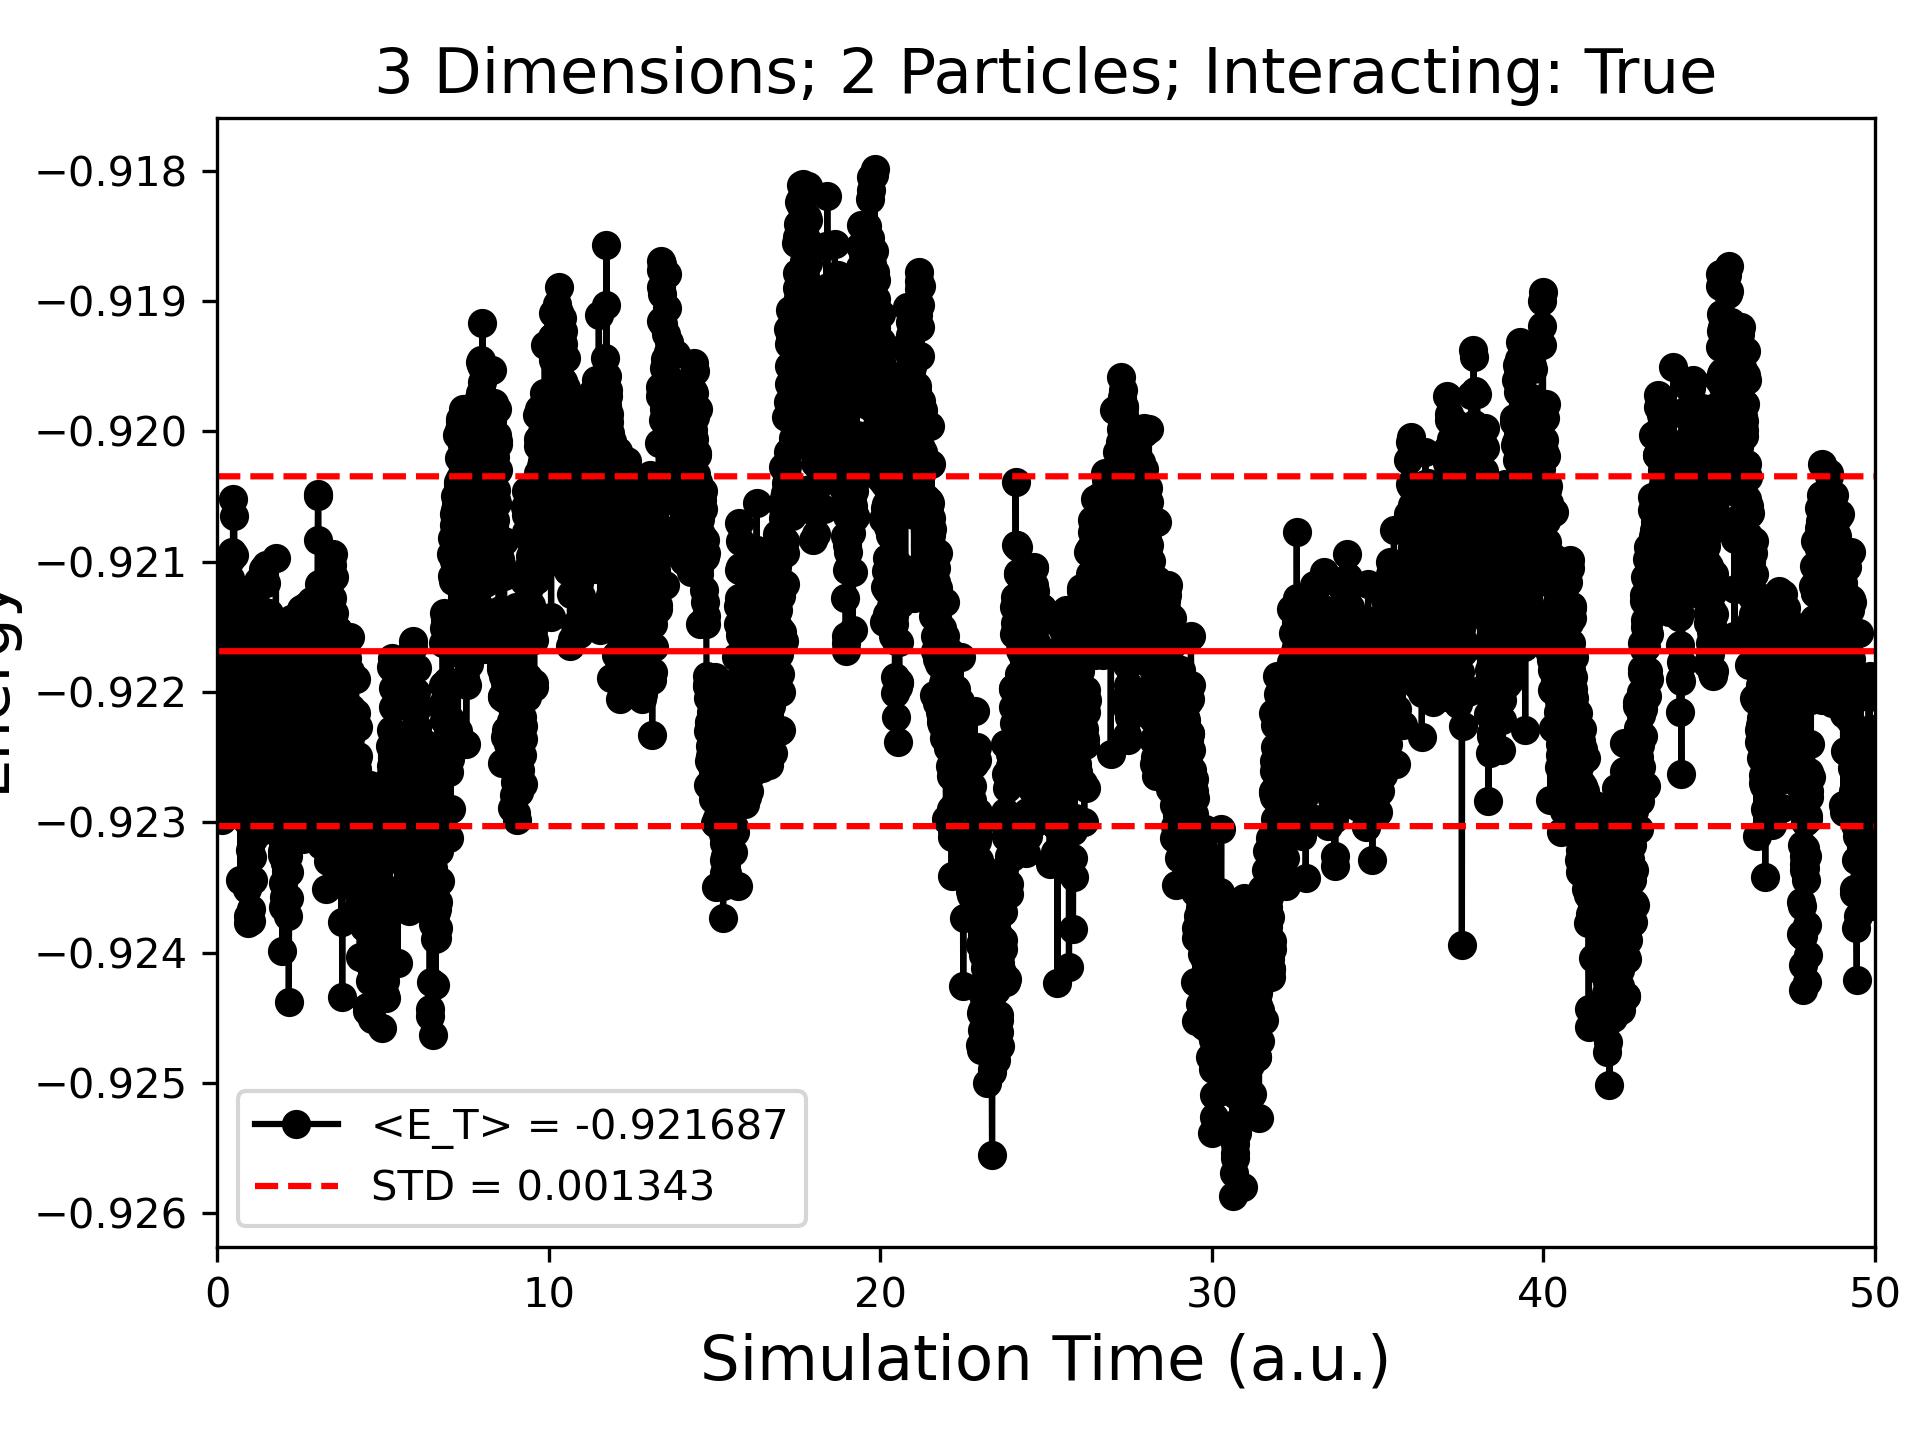 3 Dimensions; 2 Particles; Interacting: True
Energy
−0.918
−0.919
−0.920
−0.921
−0.922
−0.923
−0.924
−0.925
−0.926
<E_T> = -0.921687
STD = 0.001343
0 10 20 30 40 50
Simulation Time (a.u.)